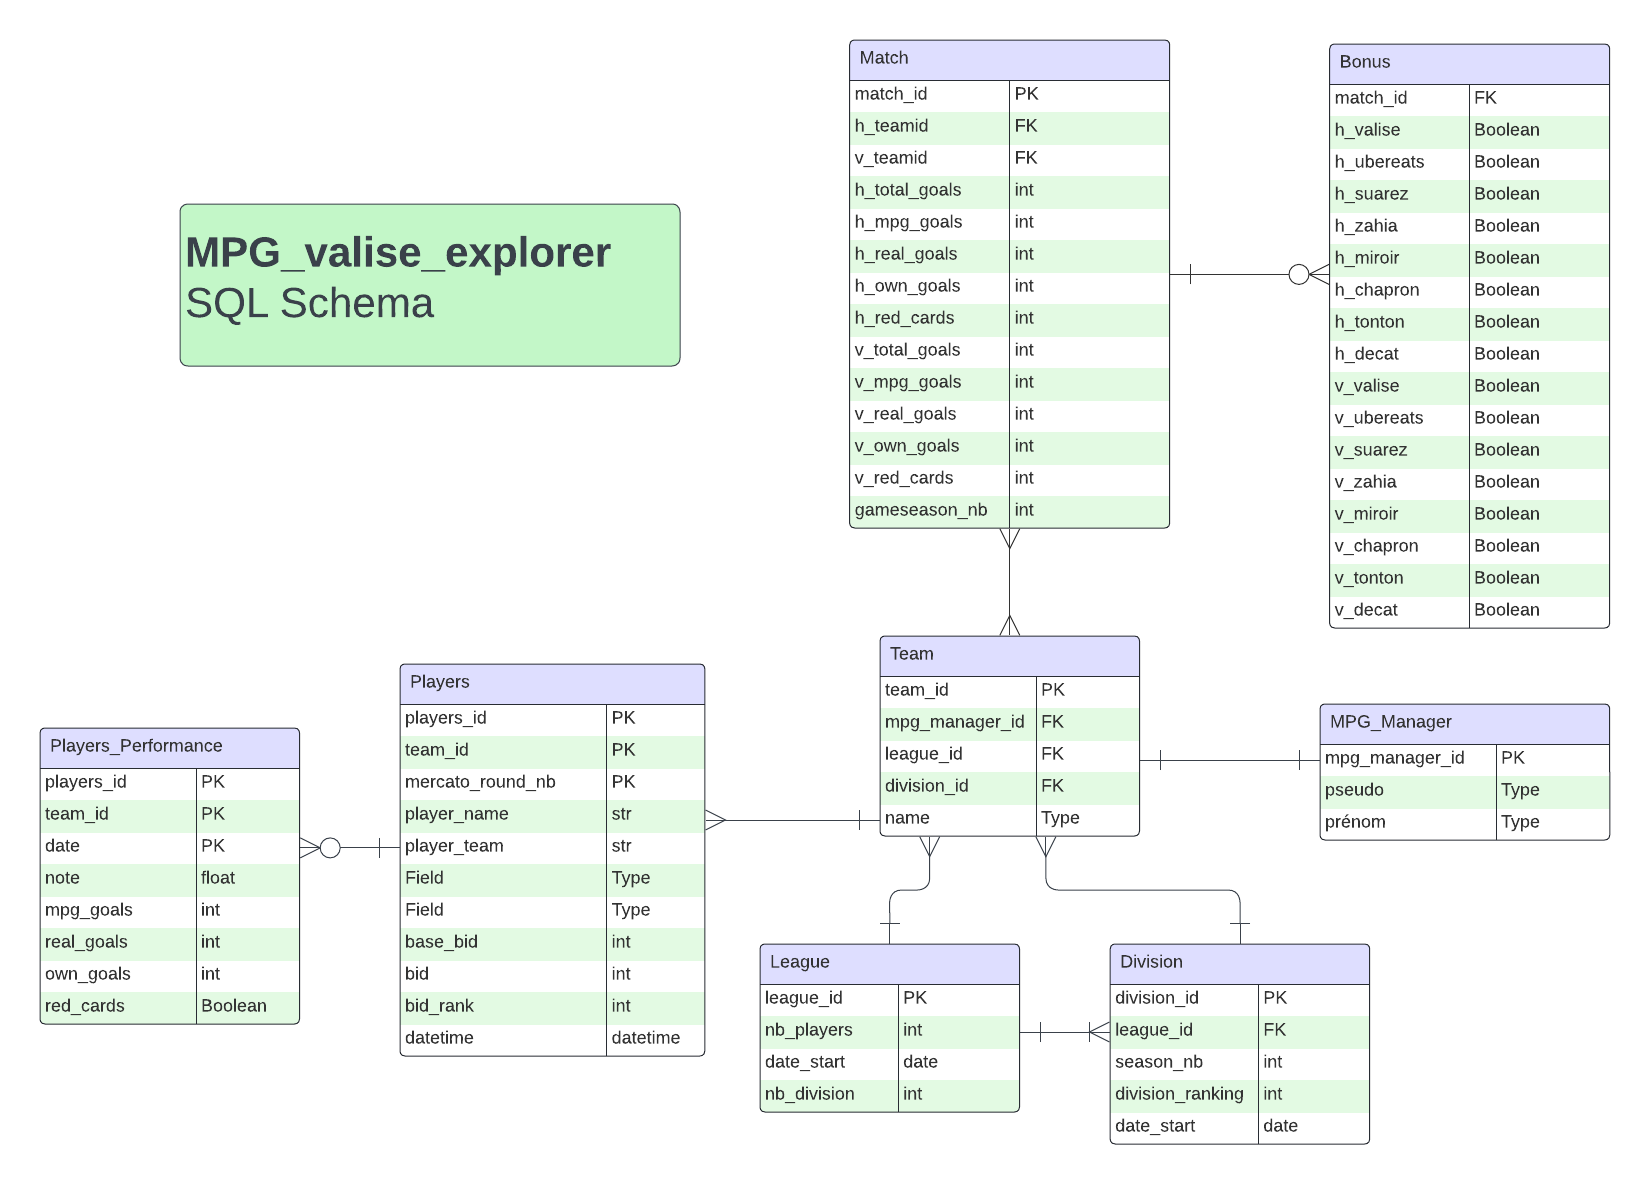 MPG_valise_explorer
SQL Schema
Match
match_id PK
h_teamid FK
v_teamid FK
h_total_goals int
h_mpg_goals int
h_real_goals int
h_own_goals int
h_red_cards int
v_total_goals int
v_mpg_goals int
v_real_goals int
v_own_goals int
v_red_cards int
gameseason_nb int
Bonus
match_id FK
h_valise Boolean
h_ubereats Boolean
h_suarez Boolean
h_zahia Boolean
h_miroir Boolean
h_chapron Boolean
h_tonton Boolean
h_decat Boolean
v_valise Boolean
v_ubereats Boolean
v_suarez Boolean
v_zahia Boolean
v_miroir Boolean
v_chapron Boolean
v_tonton Boolean
v_decat Boolean
Players_Performance
players_id PK
team_id PK
date PK
note float
mpg_goals int
real_goals int
own_goals int
red_cards Boolean
Players
players_id PK
team_id PK
mercato_round_nb PK
player_name str
player_team str
Field Type
Field Type
base_bid int
bid int
bid_rank int
datetime datetime
Team
team_id PK
mpg_manager_id FK
league_id FK
division_id FK
name Type
MPG_Manager
mpg_manager_id PK
pseudo Type
prénom Type
League
league_id PK
nb_players int
date_start date
nb_division int
Division
division_id PK
league_id FK
season_nb int
division_ranking int
date_start date